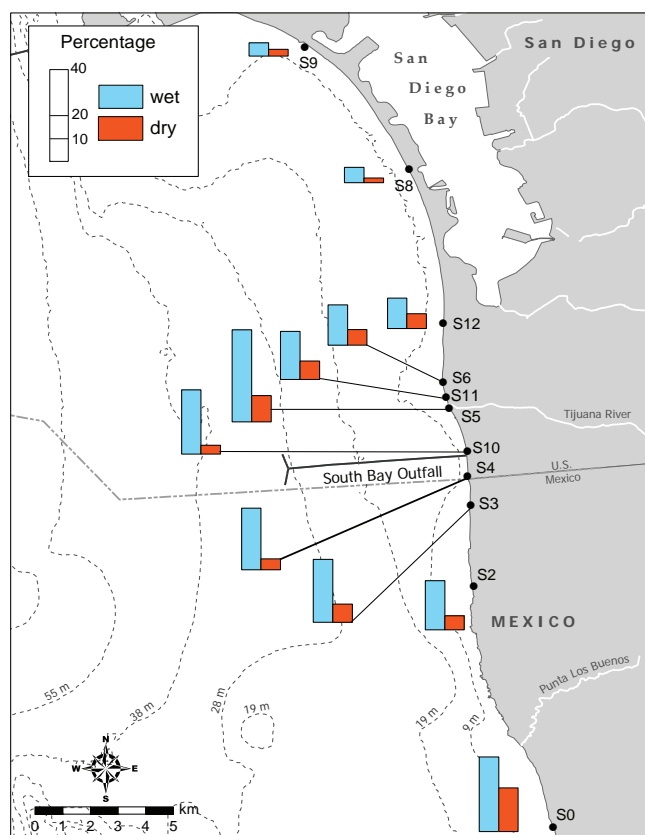 Percentage
40
20
10
wet
dry
San Diego
San
Diego
Bay
S9
S8
S12
S6
S11
S5
Tijuana River
S10
South Bay Outfall
S4
U.S.
Mexico
S3
S2
MEXICO
Punta Los Buenos
55 m
38 m
28 m
19 m
19 m
9 m
N
W
E
S
km
0 1 2 3 4 5
S0